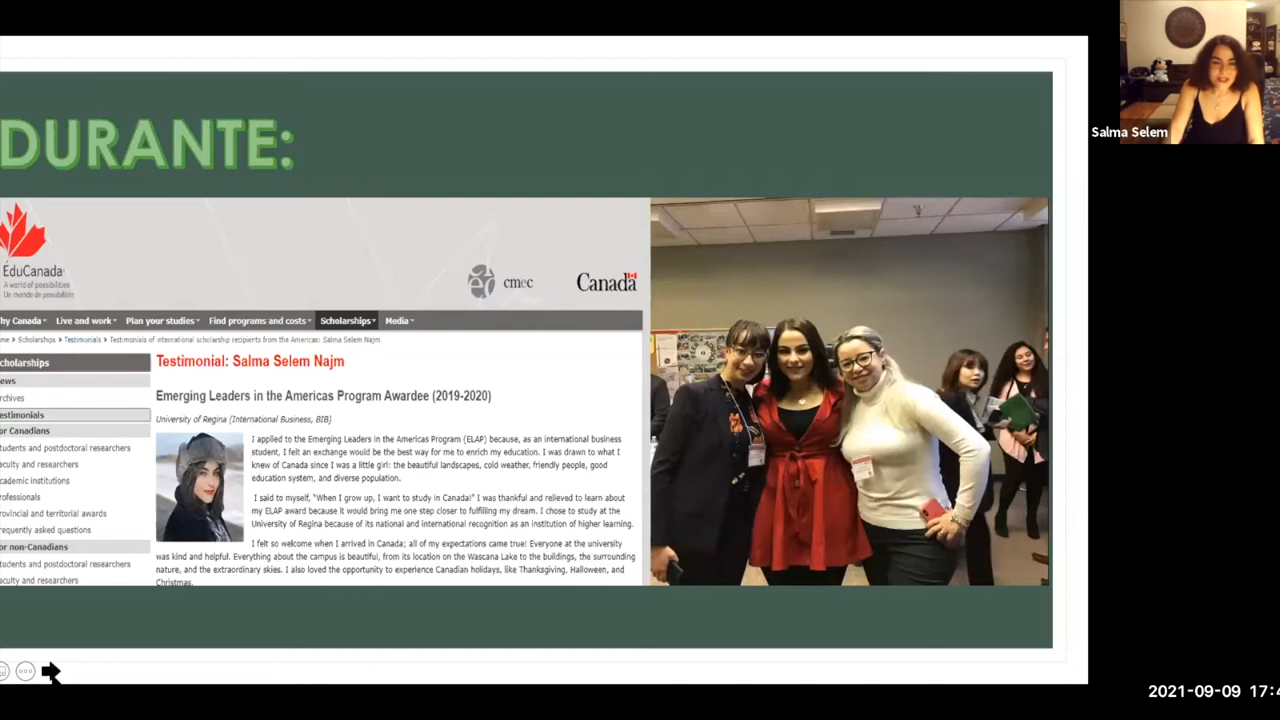 DURANTE:
ÉduCanada
A world of possibilities
Un monde de possibilités
cmec
Canada
hy Canada
Live and work
Plan your studies
Find programs and costs
Scholarships
Media
me > Scholarships > Testimonials > Testimonials of international scholarship recipients from the Americas: Salma Selem Najm
cholarships
ews
rchives
estimonials
or Canadians
tudents and postdoctoral researchers
aculty and researchers
cademic institutions
rofessionals
rovincial and territorial awards
requently asked questions
or non-Canadians
tudents and postdoctoral researchers
aculty and researchers
Testimonial: Salma Selem Najm
Emerging Leaders in the Americas Program Awardee (2019-2020)
University of Regina (International Business, BIB)
I applied to the Emerging Leaders in the Americas Program (ELAP) because, as an international business
student, I felt an exchange would be the best way for me to enrich my education. I was drawn to what I
knew of Canada since I was a little girl: the beautiful landscapes, cold weather, friendly people, good
education system, and diverse population.
I said to myself, "When I grow up, I want to study in Canada!" I was thankful and relieved to learn about
my ELAP award because it would bring me one step closer to fulfilling my dream. I chose to study at the
University of Regina because of its national and international recognition as an institution of higher learning.
I felt so welcome when I arrived in Canada; all of my expectations came true! Everyone at the university
was kind and helpful. Everything about the campus is beautiful, from its location on the Wascana Lake to the buildings, the surrounding
nature, and the extraordinary skies. I also loved the opportunity to experience Canadian holidays, like Thanksgiving, Halloween, and
Christmas.
Salma Selem
2021-09-09 17:4